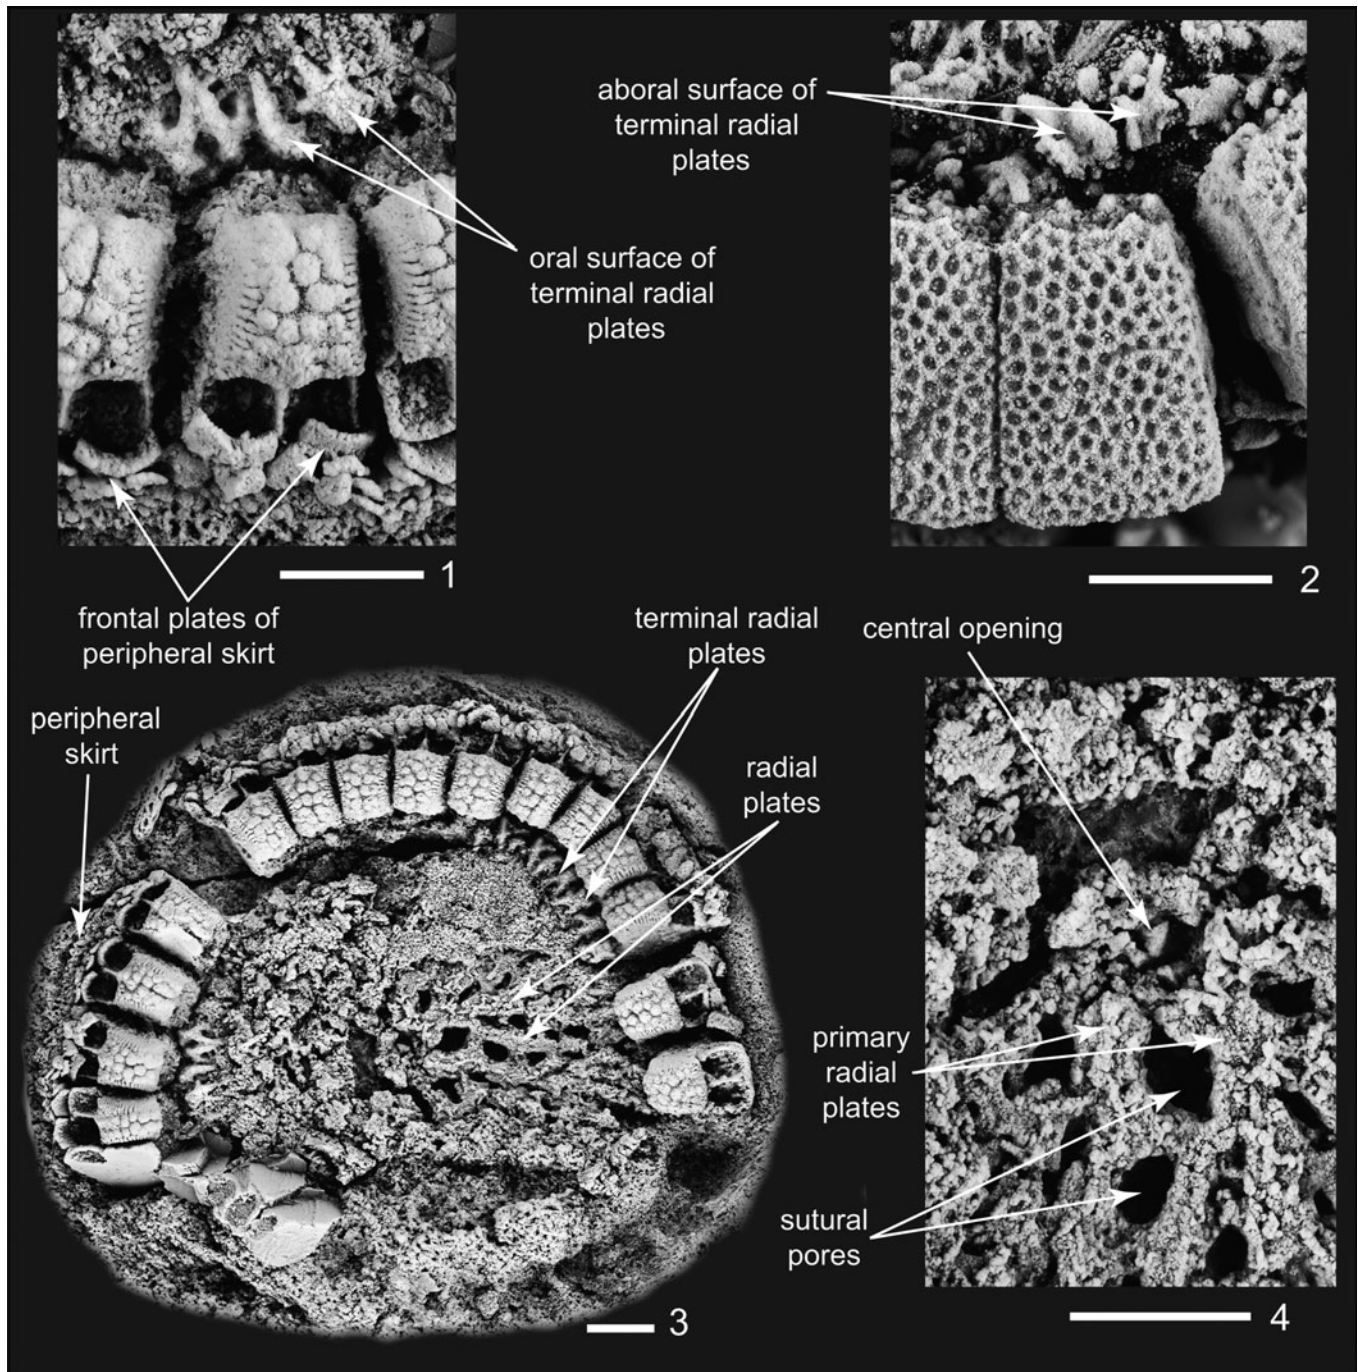 aboral surface of
terminal radial
plates
oral surface of
terminal radial
plates
1
2
frontal plates of
peripheral skirt
terminal radial
plates
central opening
peripheral
skirt
radial
plates
primary
radial
plates
sutural
pores
3
4